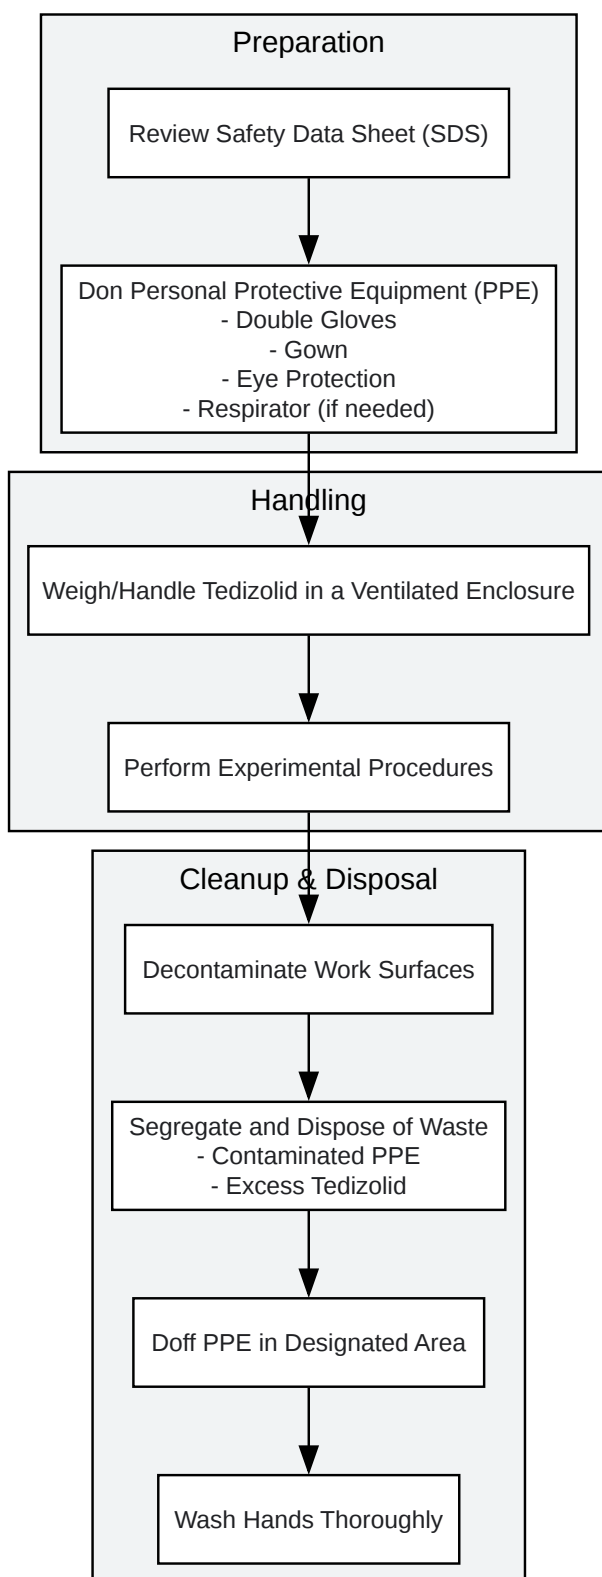 Preparation
Review Safety Data Sheet (SDS)
Don Personal Protective Equipment (PPE)
- Double Gloves
- Gown
- Eye Protection
- Respirator (if needed)
Handling
Weigh/Handle Tedizolid in a Ventilated Enclosure
Perform Experimental Procedures
Cleanup & Disposal
Decontaminate Work Surfaces
Segregate and Dispose of Waste
- Contaminated PPE
- Excess Tedizolid
Doff PPE in Designated Area
Wash Hands Thoroughly